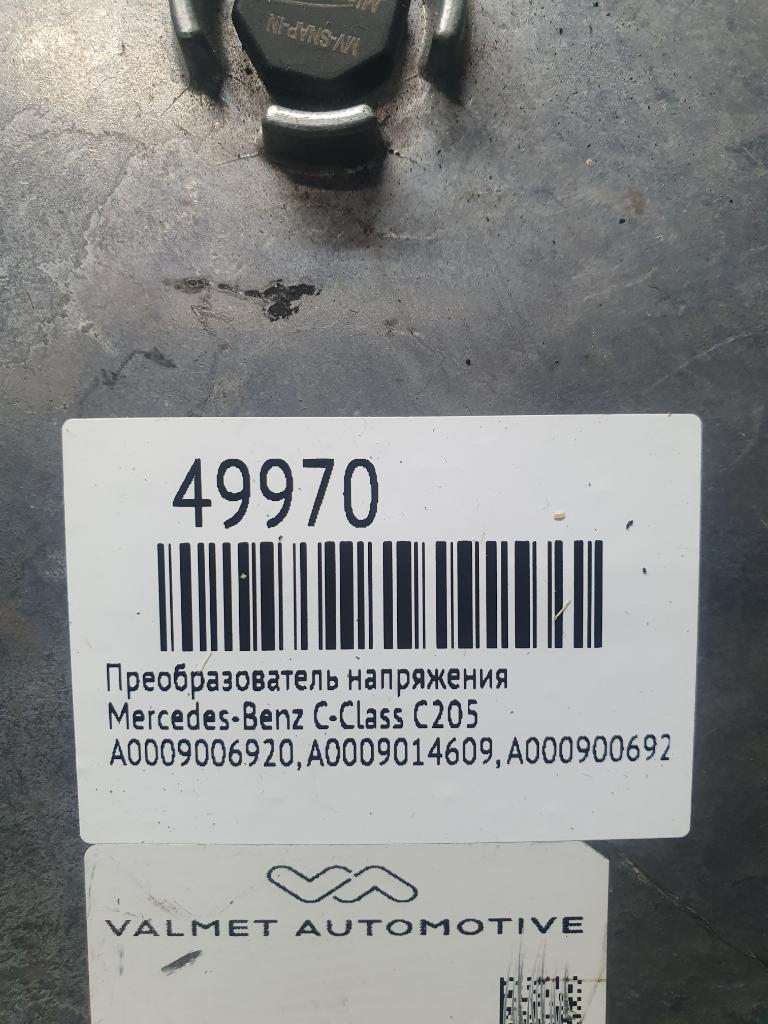 MV-SNAP-IN
49970
Преобразователь напряжения
Mercedes-Benz C-Class C205
A0009006920, A0009014609, A000900692
VALMET AUTOMOTIVE